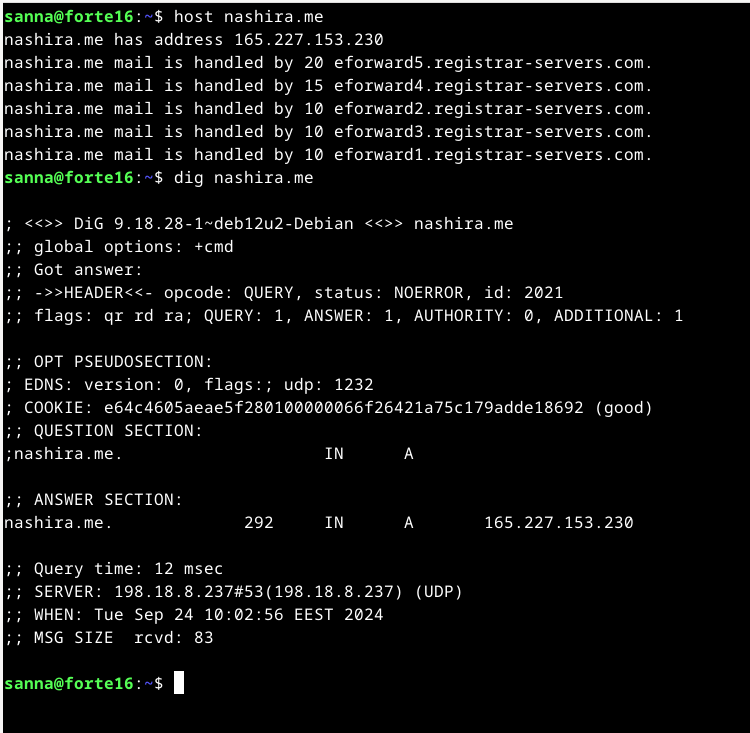 sanna@forte16:~$ host nashira.me
nashira.me has address 165.227.153.230
nashira.me mail is handled by 20 eforward5.registrar-servers.com.
nashira.me mail is handled by 15 eforward4.registrar-servers.com.
nashira.me mail is handled by 10 eforward2.registrar-servers.com.
nashira.me mail is handled by 10 eforward3.registrar-servers.com.
nashira.me mail is handled by 10 eforward1.registrar-servers.com.
sanna@forte16:~$ dig nashira.me

; <<>> DiG 9.18.28-1~deb12u2-Debian <<>> nashira.me
;; global options: +cmd
;; Got answer:
;; ->>HEADER<<- opcode: QUERY, status: NOERROR, id: 2021
;; flags: qr rd ra; QUERY: 1, ANSWER: 1, AUTHORITY: 0, ADDITIONAL: 1

;; OPT PSEUDOSECTION:
; EDNS: version: 0, flags:; udp: 1232
; COOKIE: e64c4605aeae5f280100000066f26421a75c179adde18692 (good)
;; QUESTION SECTION:
;nashira.me.                    IN      A

;; ANSWER SECTION:
nashira.me.             292     IN      A       165.227.153.230

;; Query time: 12 msec
;; SERVER: 198.18.8.237#53(198.18.8.237) (UDP)
;; WHEN: Tue Sep 24 10:02:56 EEST 2024
;; MSG SIZE  rcvd: 83

sanna@forte16:~$